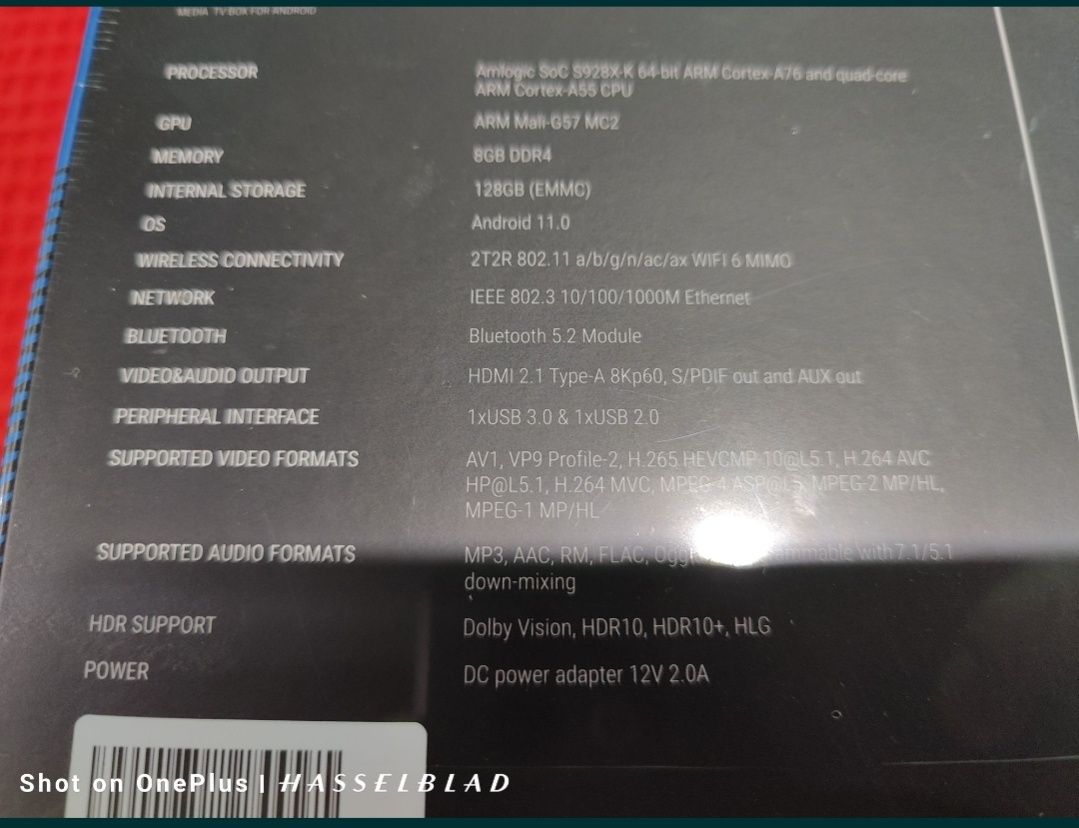 MEDIA TV BOX FOR ANDROID
PROCESSOR Amlogic SoC S928X-K 64-bit ARM Cortex-A76 and quad-core
ARM Cortex-A55 CPU
GPU ARM Mali-G57 MC2
MEMORY 8GB DDR4
INTERNAL STORAGE 128GB (EMMC)
OS Android 11.0
WIRELESS CONNECTIVITY 2T2R 802.11 a/b/g/n/ac/ax WIFI 6 MIMO
NETWORK IEEE 802.3 10/100/1000M Ethernet
BLUETOOTH Bluetooth 5.2 Module
VIDEO&AUDIO OUTPUT HDMI 2.1 Type-A 8Kp60, S/PDIF out and AUX out
PERIPHERAL INTERFACE 1xUSB 3.0 & 1xUSB 2.0
SUPPORTED VIDEO FORMATS AV1, VP9 Profile-2, H.265 HEVCMP-10@L5.1, H.264 AVC
HP@L5.1, H.264 MVC, MPEG-4 ASP@L5, MPEG-2 MP/HL,
MPEG-1 MP/HL
SUPPORTED AUDIO FORMATS MP3, AAC, RM, FLAC, Ogg with 7.1/5.1
down-mixing
HDR SUPPORT Dolby Vision, HDR10, HDR10+, HLG
POWER DC power adapter 12V 2.0A
Shot on OnePlus | HASSELBLAD